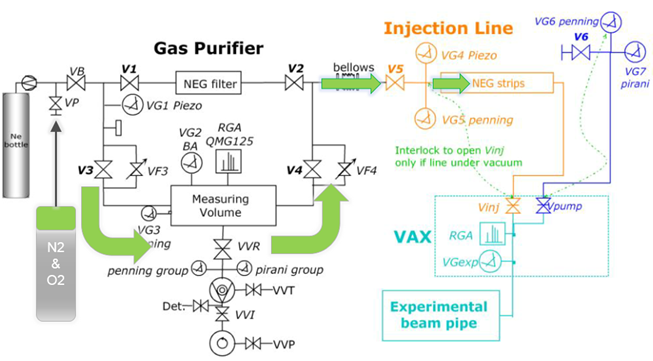 Gas Purifier
Injection Line
VG6 penning
V6
VG7
pirani
VB
V1
V2
bellows
V5
VG4 Piezo
NEG filter
NEG strips
VP
VG1 Piezo
VG5 penning
Ne
bottle
VG2
BA
RGA
QMG125
Interlock to open Vinj
only if line under vacuum
V3
VF3
V4
VF4
Measuring
Volume
Vinj
Vpump
VG3
VAX
RGA
VGexp
N2
&
O2
VVR
penning group
pirani group
VVT
Det.
VVI
VVP
Experimental
beam pipe